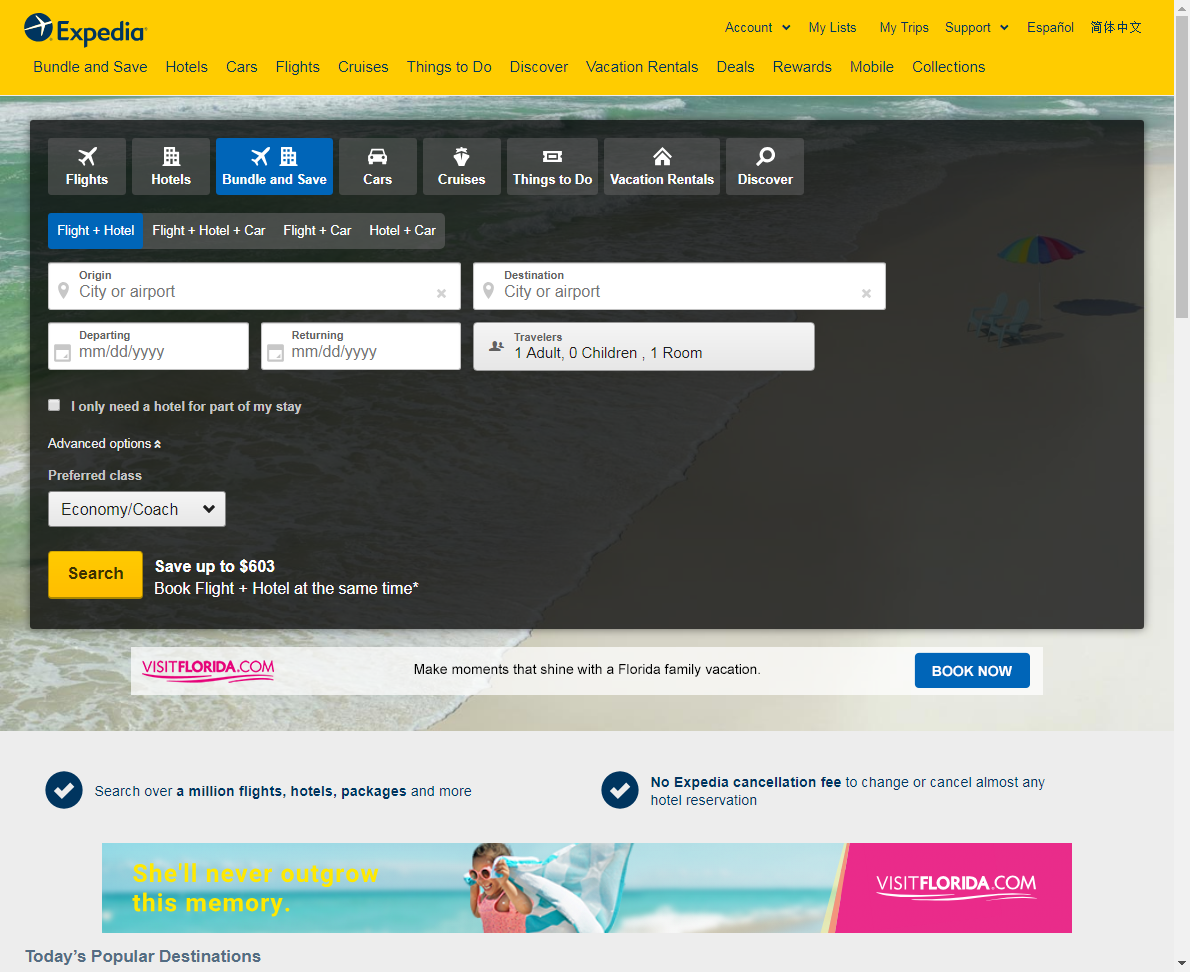 Expedia
Account My Lists My Trips Support Español 简体中文
Bundle and Save Hotels Cars Flights Cruises Things to Do Discover Vacation Rentals Deals Rewards Mobile Collections
Flights Hotels Bundle and Save Cars Cruises Things to Do Vacation Rentals Discover
Flight + Hotel Flight + Hotel + Car Flight + Car Hotel + Car
Origin Destination
City or airport City or airport
Departing Returning Travelers
mm/dd/yyyy mm/dd/yyyy 1 Adult, 0 Children , 1 Room
I only need a hotel for part of my stay
Advanced options
Preferred class
Economy/Coach
Search
Save up to $603
Book Flight + Hotel at the same time*
VISITFLORIDA.COM Make moments that shine with a Florida family vacation. BOOK NOW
Search over a million flights, hotels, packages and more
No Expedia cancellation fee to change or cancel almost any
hotel reservation
She'll never outgrow
this memory.
VISITFLORIDA.COM
Today's Popular Destinations